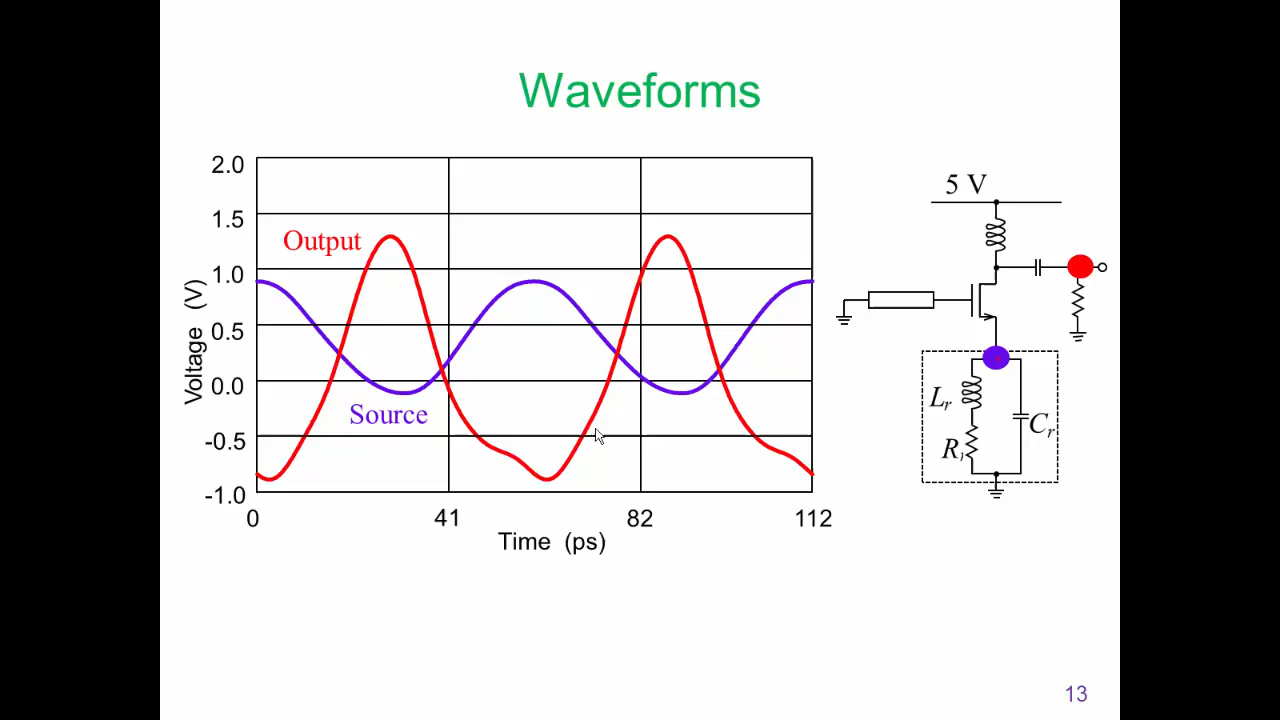 Waveforms
2.0
1.5
1.0
0.5
0.0
-0.5
-1.0
Voltage (V)
Output
Source
0 41 82 112
Time (ps)
5 V
Lr
Cr
13